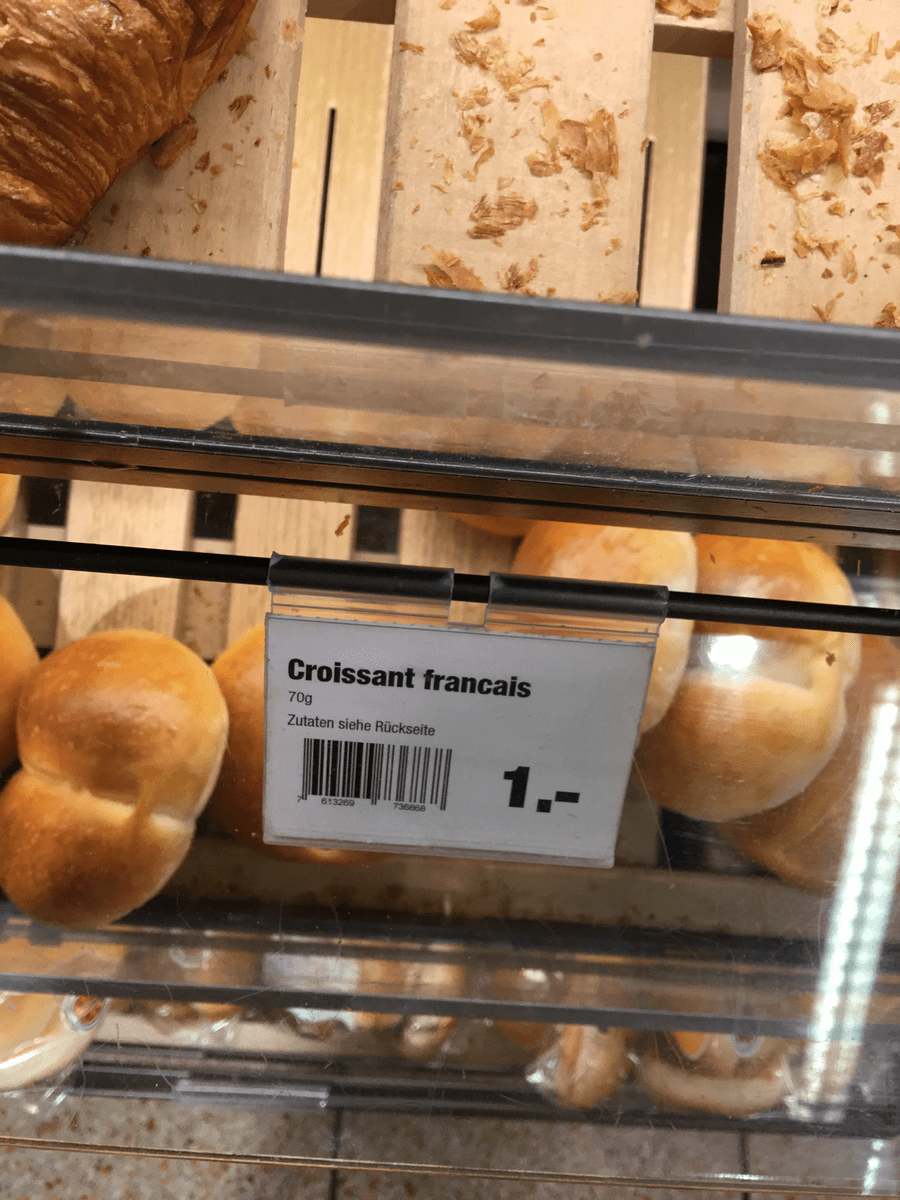 Croissant francais
70g
Zutaten siehe Rückseite
7 613269 736868
1.-